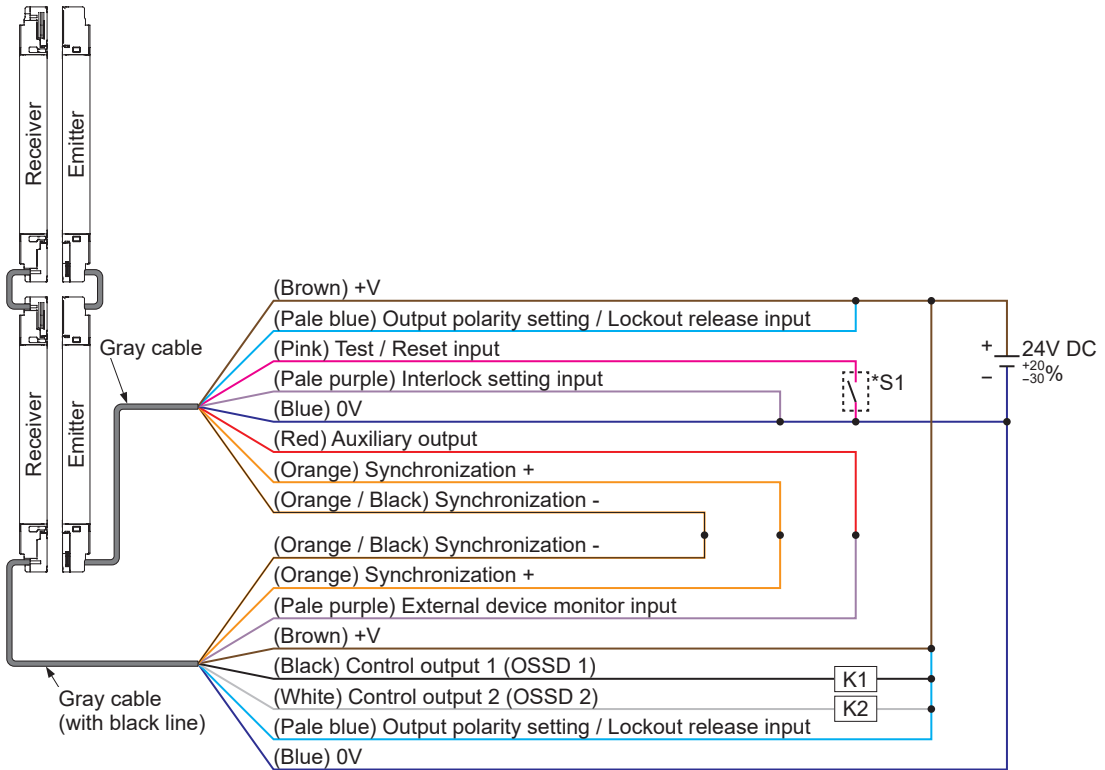 Receiver
Emitter
Receiver
Emitter
Gray cable
(Brown) +V
(Pale blue) Output polarity setting / Lockout release input
(Pink) Test / Reset input
(Pale purple) Interlock setting input
(Blue) 0V
(Red) Auxiliary output
(Orange) Synchronization +
(Orange / Black) Synchronization -
*S1
+
−
24V DC
+20
−30 %
(Orange / Black) Synchronization -
(Orange) Synchronization +
(Pale purple) External device monitor input
(Brown) +V
(Black) Control output 1 (OSSD 1)
K1
(White) Control output 2 (OSSD 2)
K2
(Pale blue) Output polarity setting / Lockout release input
(Blue) 0V
Gray cable
(with black line)